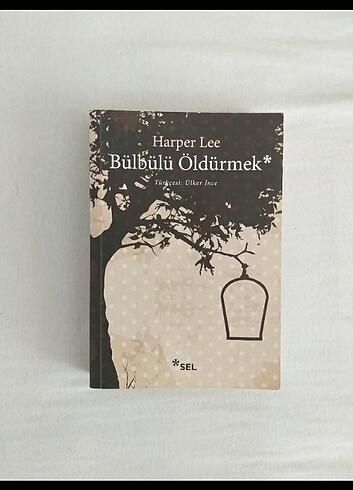 Harper Lee
Bülbülü Öldürmek*
Türkçesi: Ülker İnce
*SEL